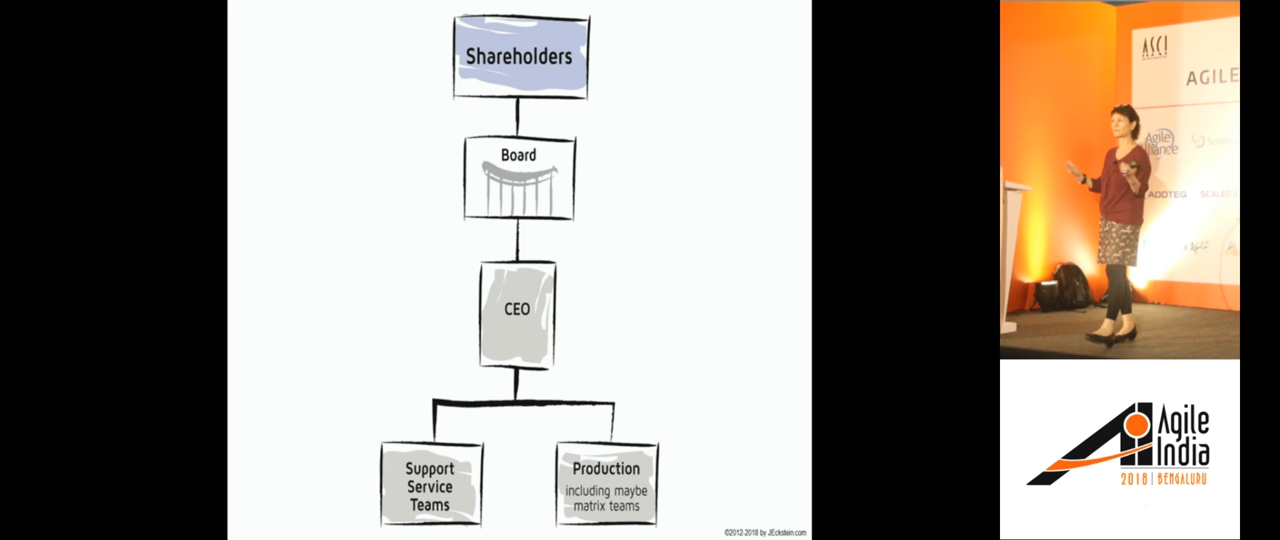 Shareholders
Board
CEO
Support
Service
Teams
Production
including maybe
matrix teams
©2012-2018 by JEckstein.com
ASCI
AGILE
Agile
ADDTEQ
SCALED
Agile
India
2018 | BENGALURU